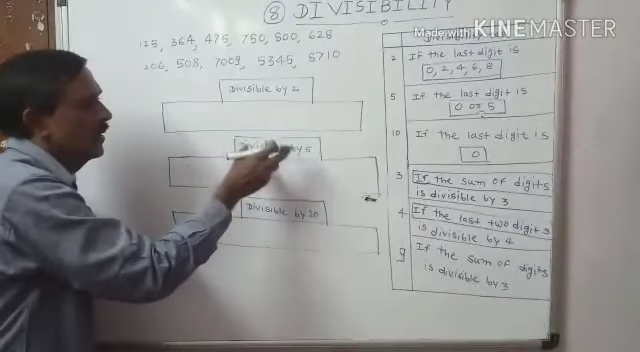 ⑧ DIVISIBILITY
Made with KINEMASTER
125, 364, 475, 750, 800, 628
206, 508, 7009, 5345, 8710
Divisible by 2
Divisible by 5
Divisible by 10
2 If the last digit is
0, 2, 4, 6, 8
5 If the last digit is
0 or 5
10 If the last digit is
0
3 If the sum of digits
is divisible by 3
4 If the last two digits
is divisible by 4
9 If the sum of digits
is divisible by 3